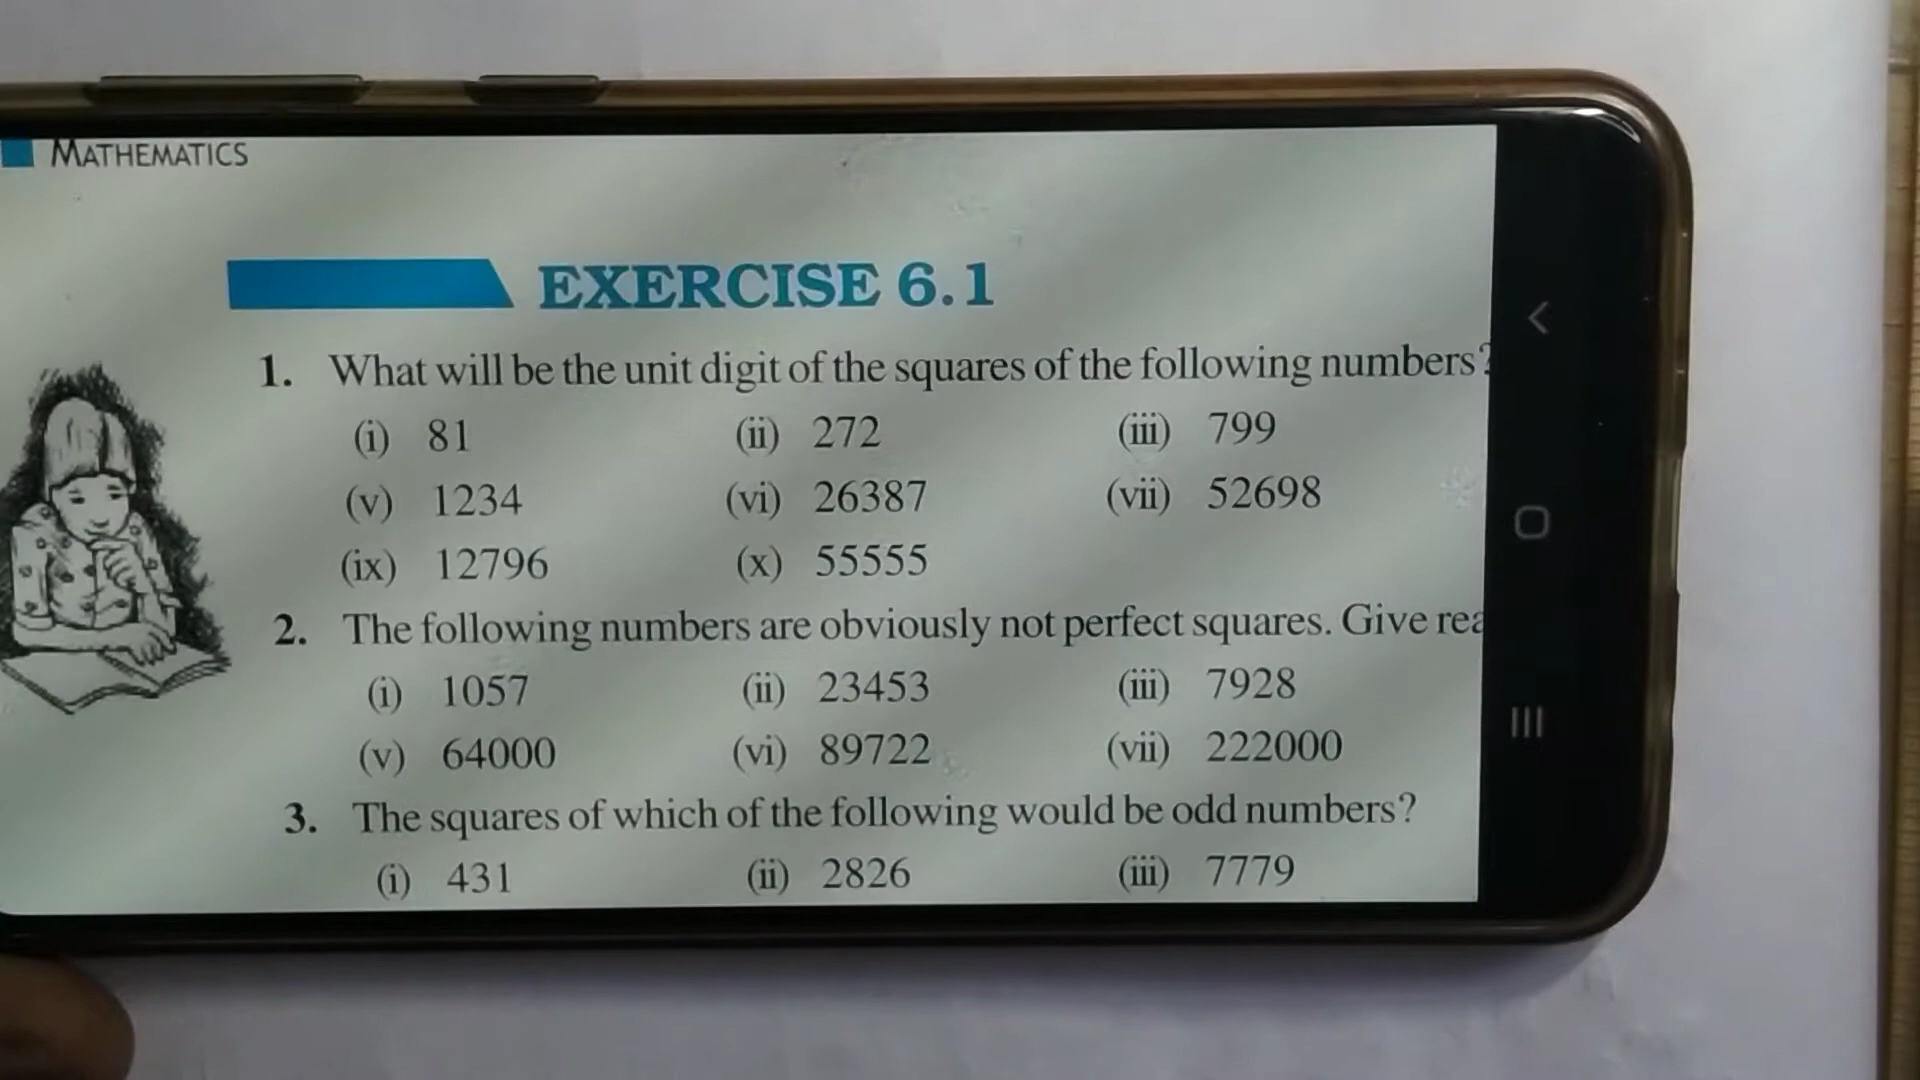 MATHEMATICS
EXERCISE 6.1
1. What will be the unit digit of the squares of the following numbers?
(i) 81 (ii) 272 (iii) 799
(v) 1234 (vi) 26387 (vii) 52698
(ix) 12796 (x) 55555
2. The following numbers are obviously not perfect squares. Give
(i) 1057 (ii) 23453 (iii) 7928
(v) 64000 (vi) 89722 (vii) 222000
3. The squares of which of the following would be odd numbers?
(i) 431 (ii) 2826 (iii) 7779